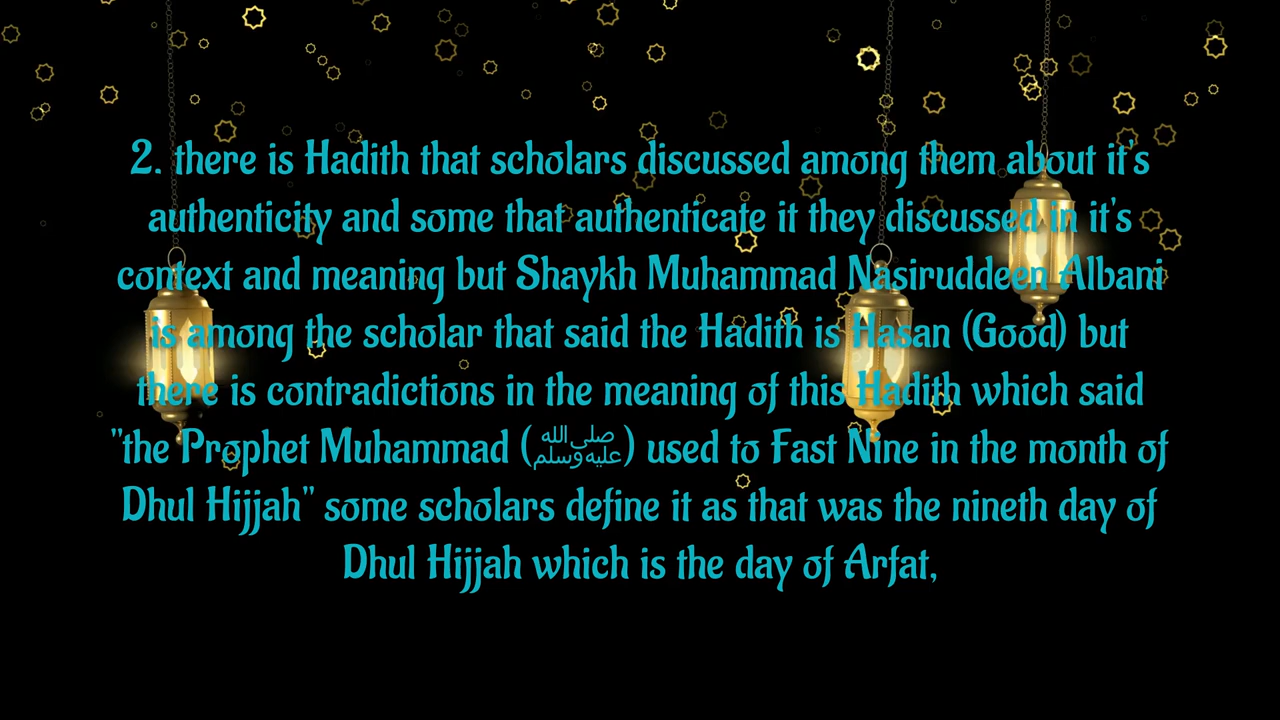 2. there is Hadith that scholars discussed among them about it's
authenticity and some that authenticate it they discussed in it's
context and meaning but Shaykh Muhammad Nasiruddeen Albani
is among the scholar that said the Hadith is Hasan (Good) but
there is contradictions in the meaning of this Hadith which said
"the Prophet Muhammad (ﷺ) used to Fast Nine in the month of
Dhul Hijjah" some scholars define it as that was the nineth day of
Dhul Hijjah which is the day of Arfat,